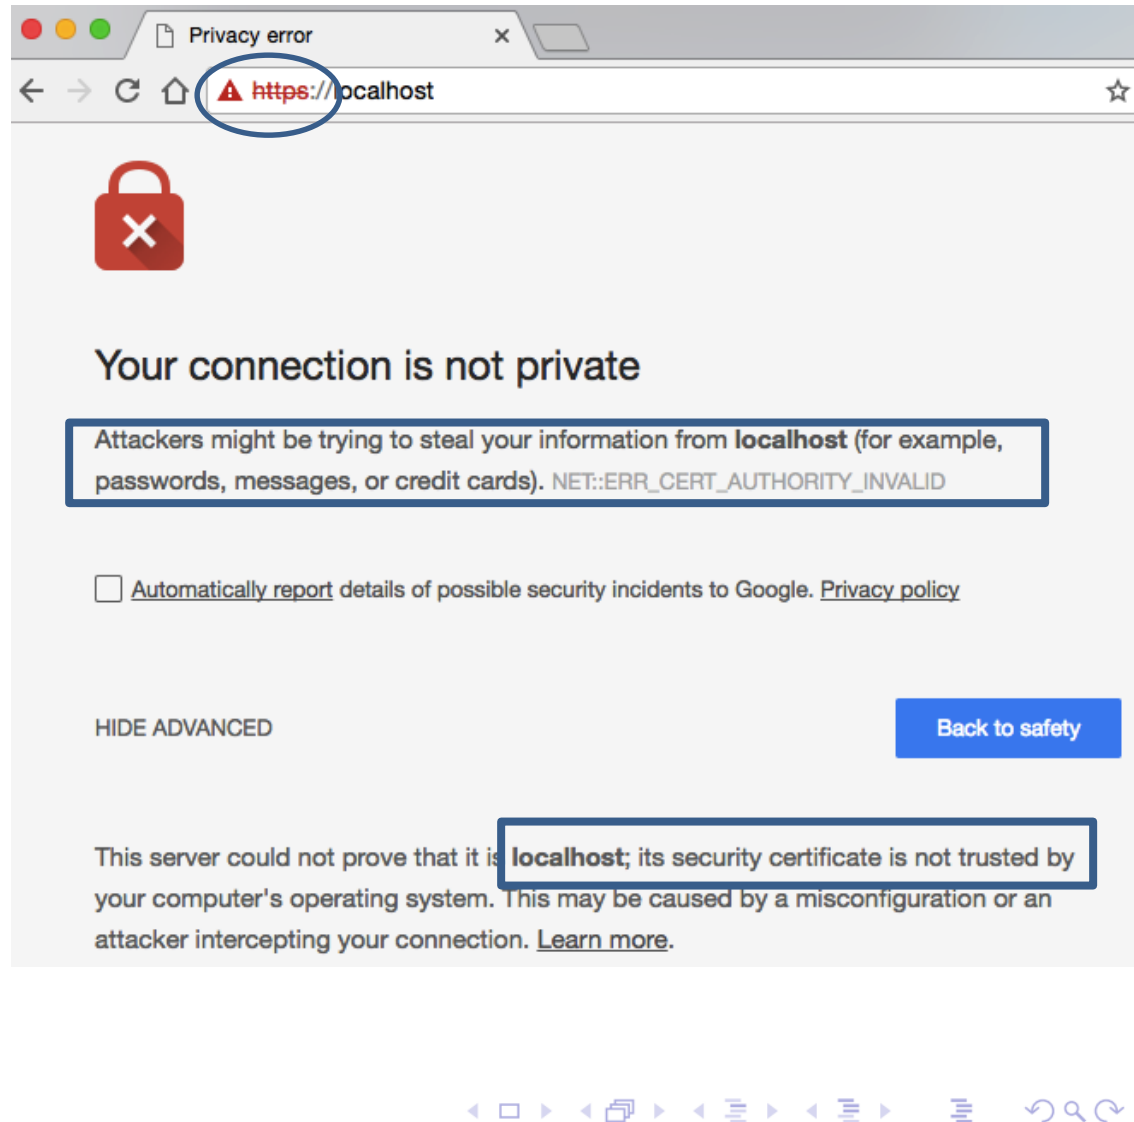 Privacy error
https://localhost
Your connection is not private
Attackers might be trying to steal your information from localhost (for example,
passwords, messages, or credit cards). NET::ERR_CERT_AUTHORITY_INVALID
Automatically report details of possible security incidents to Google. Privacy policy
HIDE ADVANCED
Back to safety
This server could not prove that it is localhost; its security certificate is not trusted by
your computer's operating system. This may be caused by a misconfiguration or an
attacker intercepting your connection. Learn more.